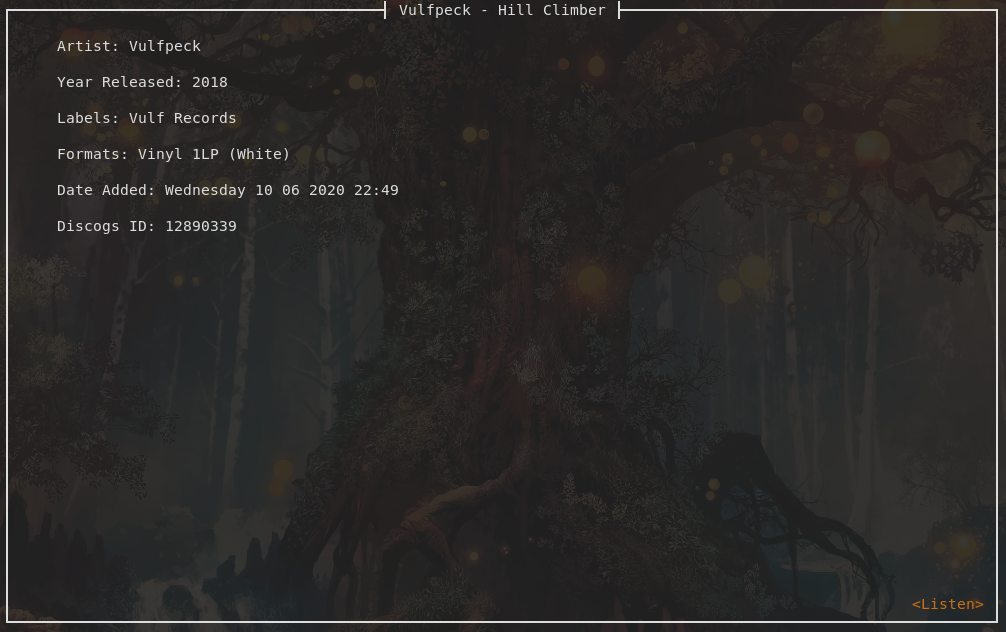 Vulfpeck - Hill Climber
Artist: Vulfpeck
Year Released: 2018
Labels: Vulf Records
Formats: Vinyl 1LP (White)
Date Added: Wednesday 10 06 2020 22:49
Discogs ID: 12890339
<Listen>